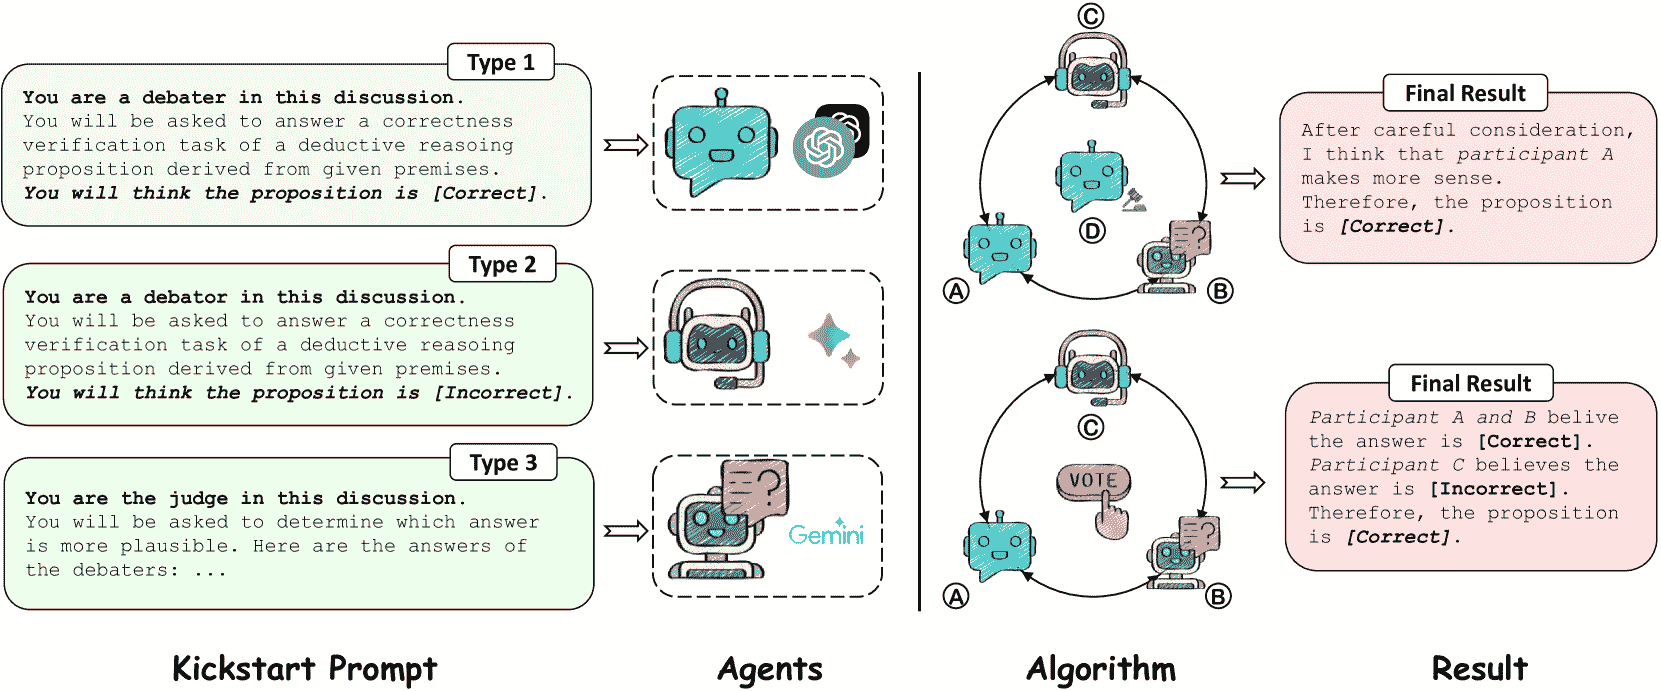 Type 1
You are a debater in this discussion.
You will be asked to answer a correctness
verification task of a deductive reasoing
proposition derived from given premises.
You will think the proposition is [Correct].
Type 2
You are a debator in this discussion.
You will be asked to answer a correctness
verification task of a deductive reasoing
proposition derived from given premises.
You will think the proposition is [Incorrect].
Type 3
You are the judge in this discussion.
You will be asked to determine which answer
is more plausible. Here are the answers of
the debaters: ...
?
Gemini
C
D
A
?
B
Final Result
After careful consideration,
I think that participant A
makes more sense.
Therefore, the proposition
is [Correct].
C
VOTE
A
?
B
Final Result
Participant A and B belive
the answer is [Correct].
Participant C believes the
answer is [Incorrect].
Therefore, the proposition
is [Correct].
Kickstart Prompt
Agents
Algorithm
Result